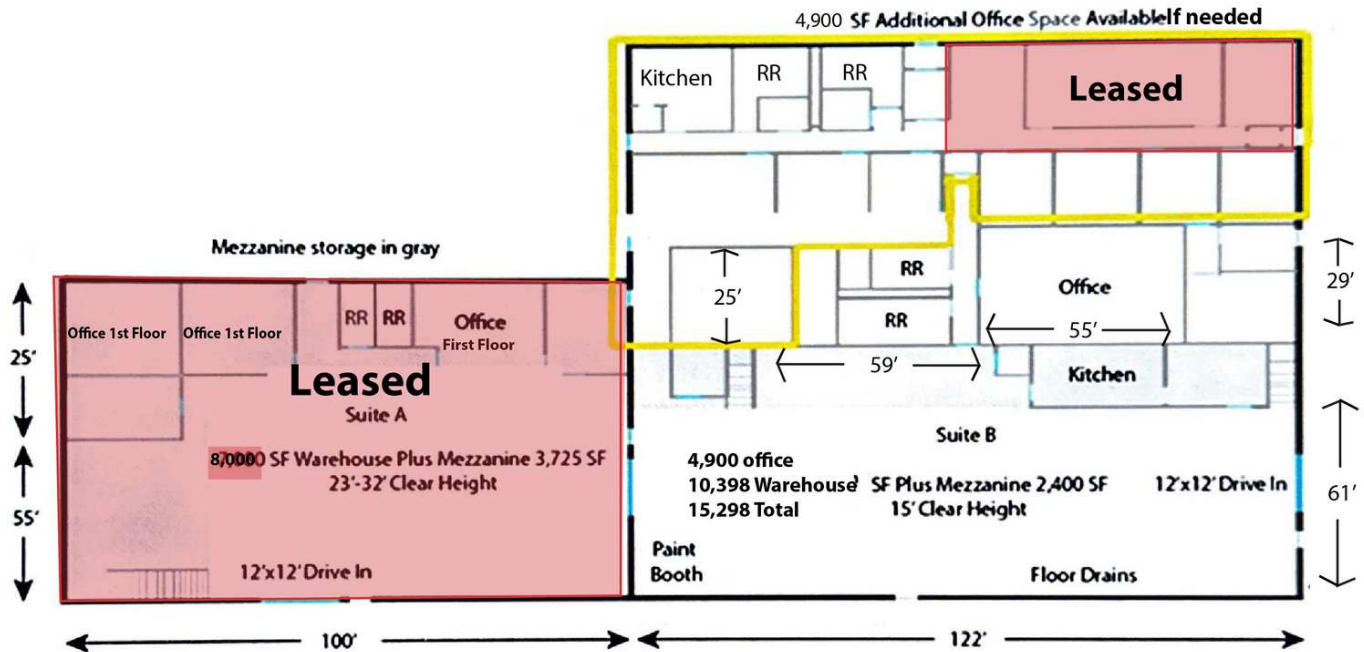 4,900 SF Additional Office Space AvailableIf needed
Kitchen
RR
RR
Leased
Mezzanine storage in gray
Office 1st Floor
Office 1st Floor
RR
RR
Office
First Floor
25'
55'
Leased
Suite A
8,000 SF Warehouse Plus Mezzanine 3,725 SF
23'-32' Clear Height
12'x12' Drive In
100'
25'
RR
RR
Office
29'
55'
59'
Kitchen
Suite B
4,900 office
10,398 Warehouse SF Plus Mezzanine 2,400 SF
15,298 Total
15' Clear Height
12'x12' Drive In
61'
Paint
Booth
Floor Drains
122'